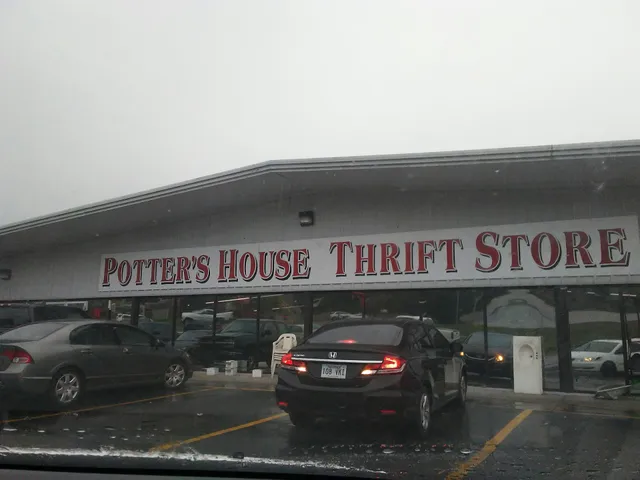 POTTER'S HOUSE THRIFT STORE